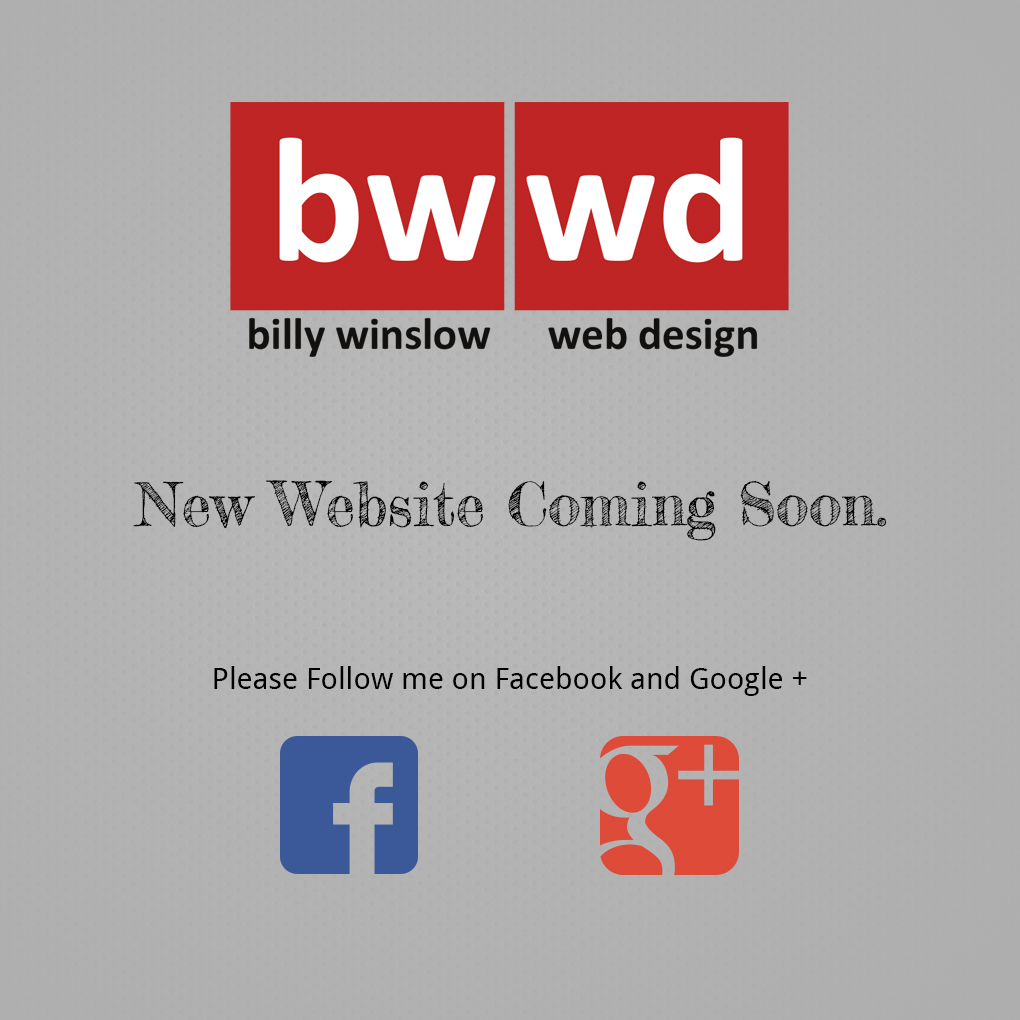 bw wd
billy winslow web design
New Website Coming Soon.
Please Follow me on Facebook and Google +
f g+